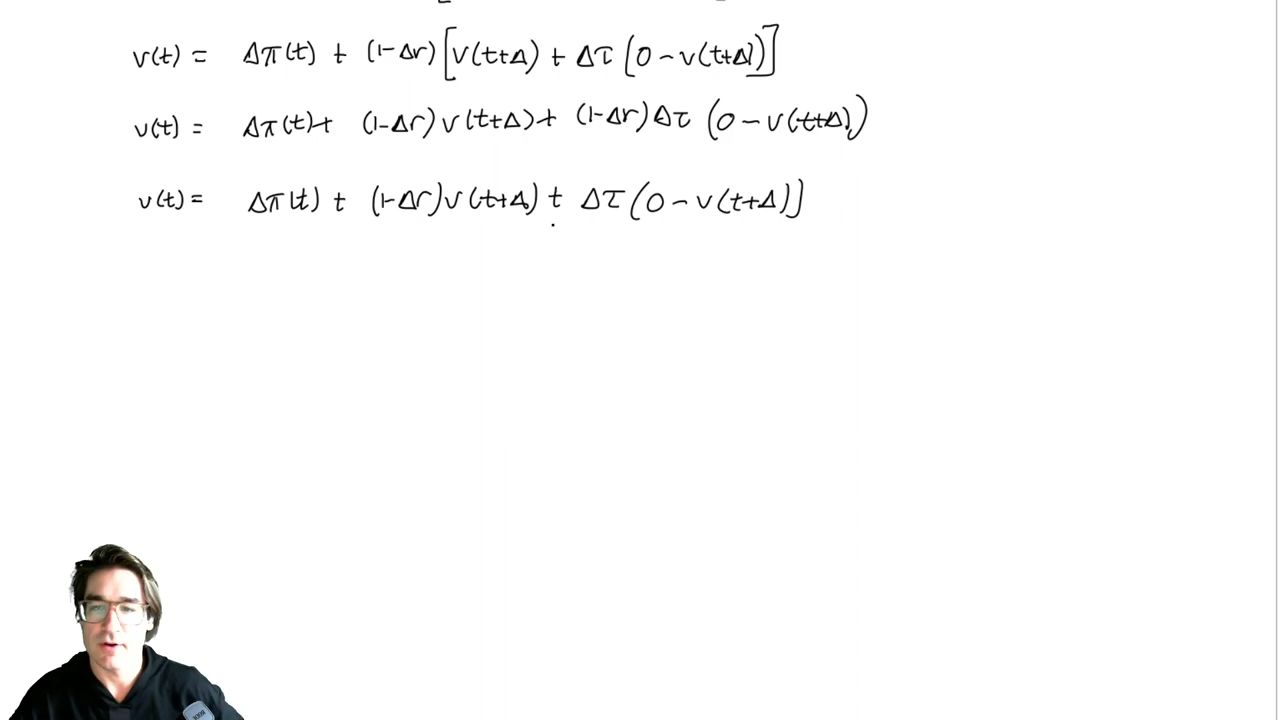 v(t) = Δπ(t) + (1-Δr)[v(t+Δ) + Δτ(0-v(t+Δ))]
v(t) = Δπ(t)+ (1-Δr)v(t+Δ)+ (1-Δr)Δτ (0-v(t+Δ))
v(t) = Δπ(t) + (1-Δr)v(t+Δ) + Δτ(0-v(t+Δ))